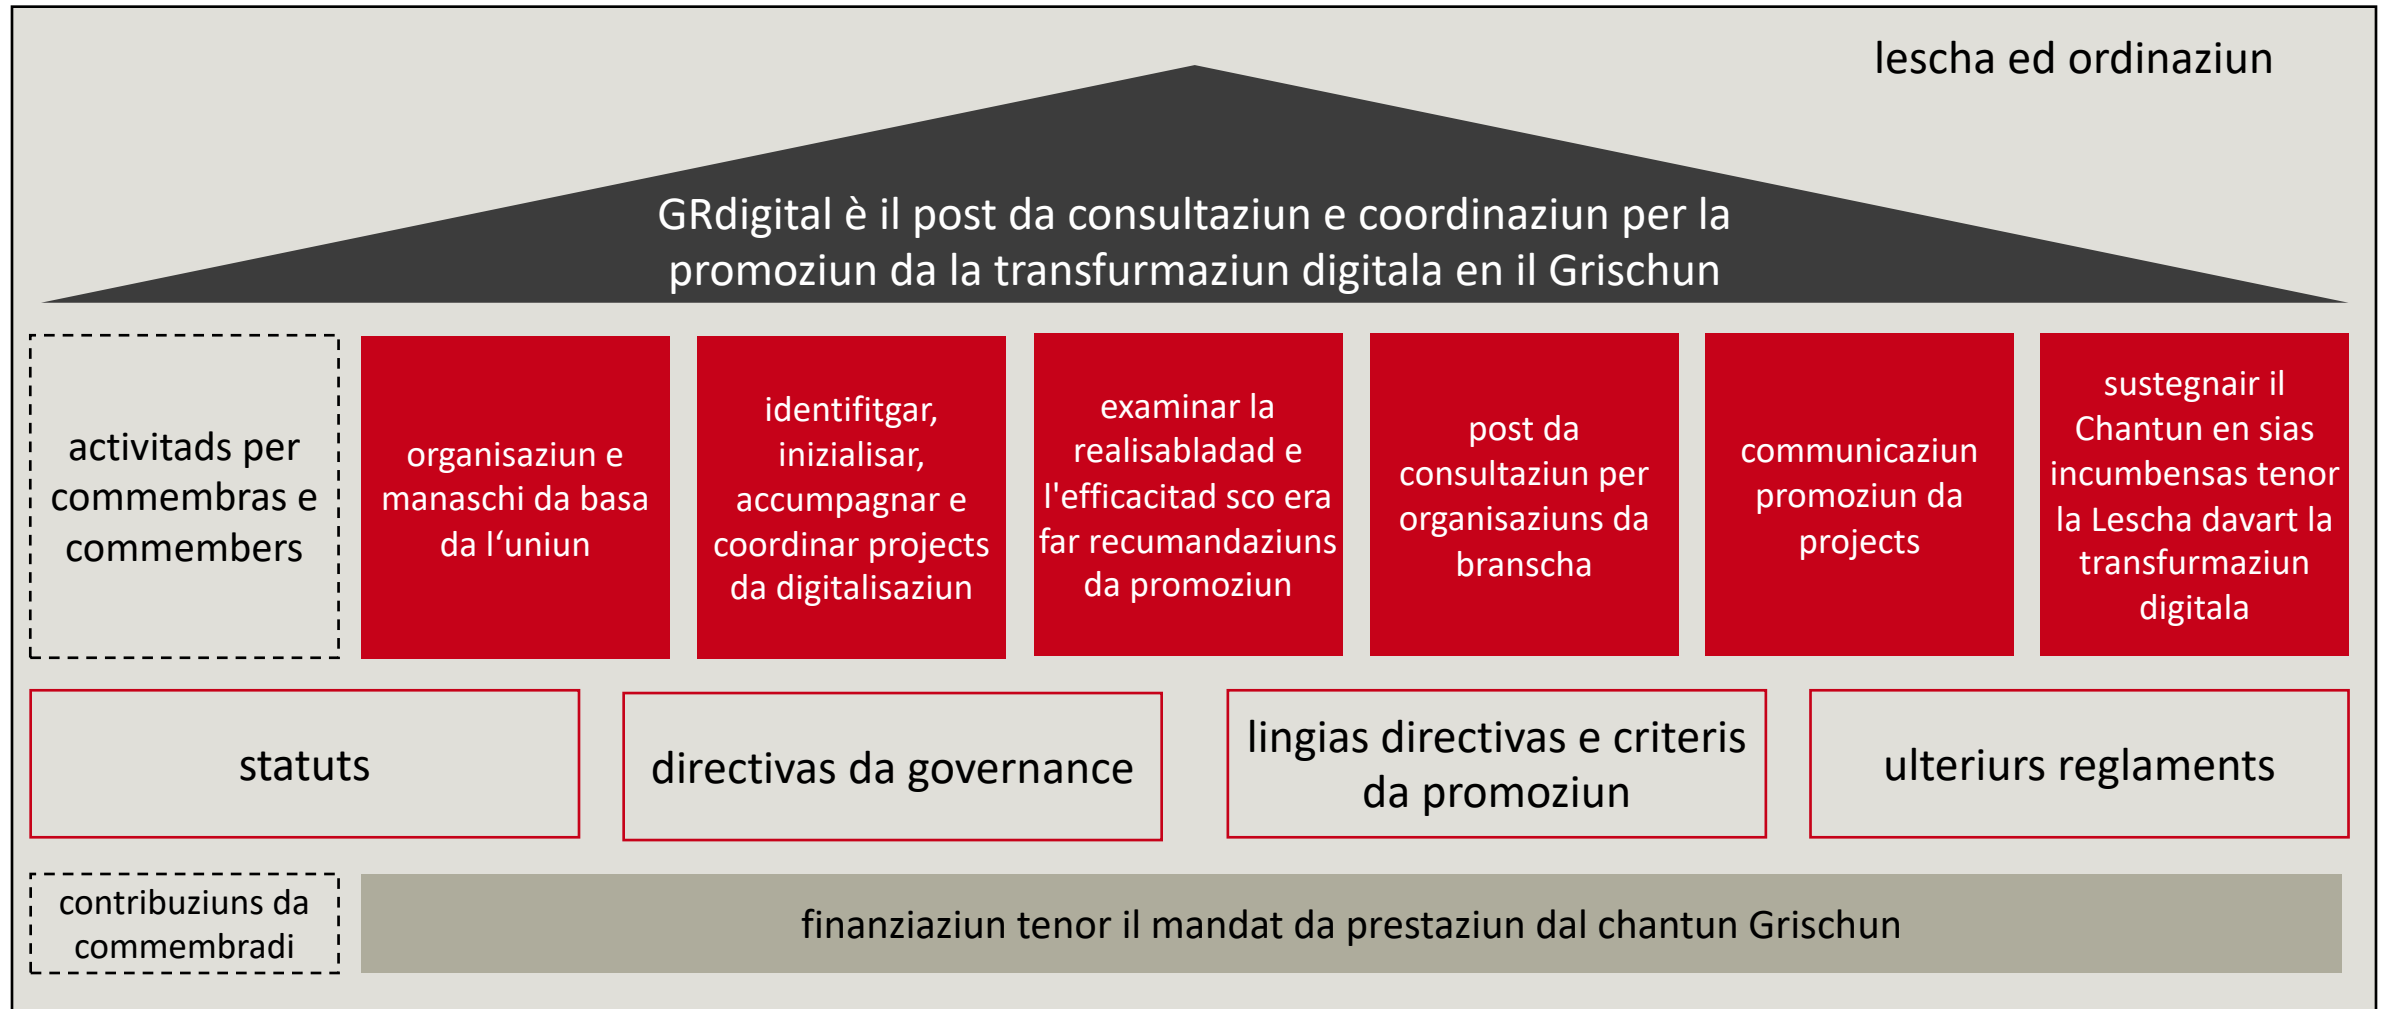 lescha ed ordinaziun
GRdigital è il post da consultaziun e coordinaziun per la
promoziun da la transfurmaziun digitala en il Grischun
activitads per
commembras e
commembers
organisaziun e
manaschi da basa
da l‘uniun
identifitgar,
inizialisar,
accumpagnar e
coordinar projects
da digitalisaziun
examinar la
realisabladad e
l'efficacitad sco era
far recumandaziuns
da promoziun
post da
consultaziun per
organisaziuns da
branscha
communicaziun
promoziun da
projects
sustegnair il
Chantun en sias
incumbensas tenor
la Lescha davart la
transfurmaziun
digitala
statuts
directivas da governance
lingias directivas e criteris
da promoziun
ulteriurs reglaments
contribuziuns da
commembradi
finanziaziun tenor il mandat da prestaziun dal chantun Grischun